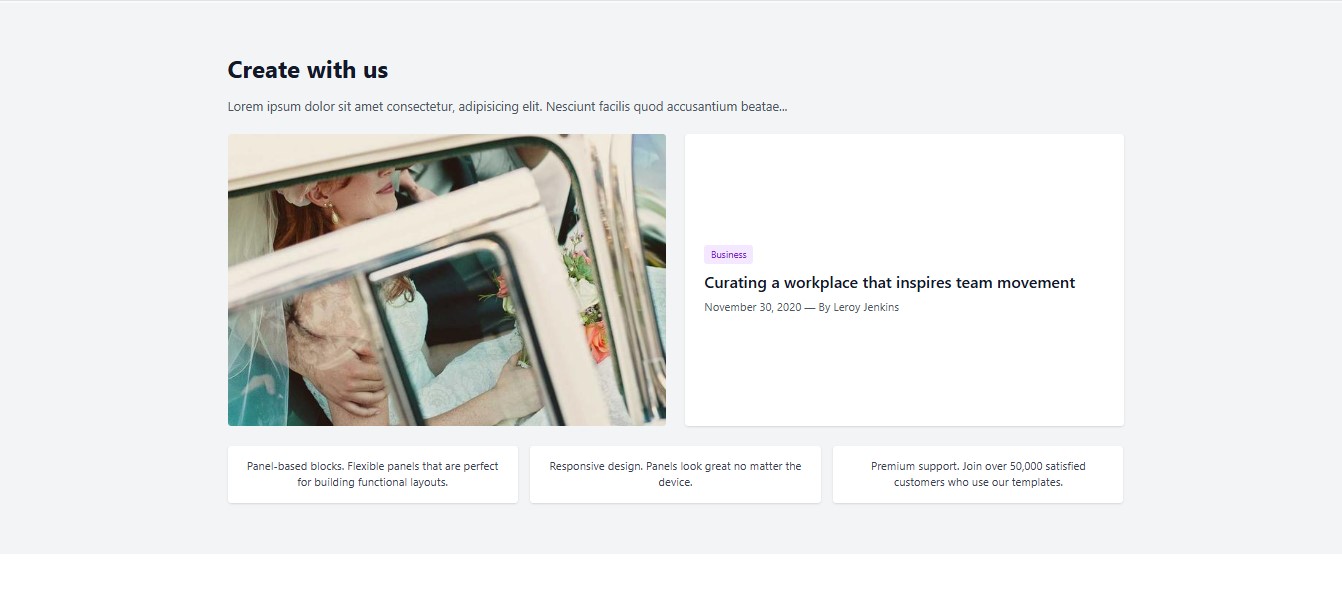 Create with us
Lorem ipsum dolor sit amet consectetur, adipisicing elit. Nesciunt facilis quod accusantium beatae...
Business
Curating a workplace that inspires team movement
November 30, 2020 — By Leroy Jenkins
Panel-based blocks. Flexible panels that are perfect
for building functional layouts.
Responsive design. Panels look great no matter the
device.
Premium support. Join over 50,000 satisfied
customers who use our templates.